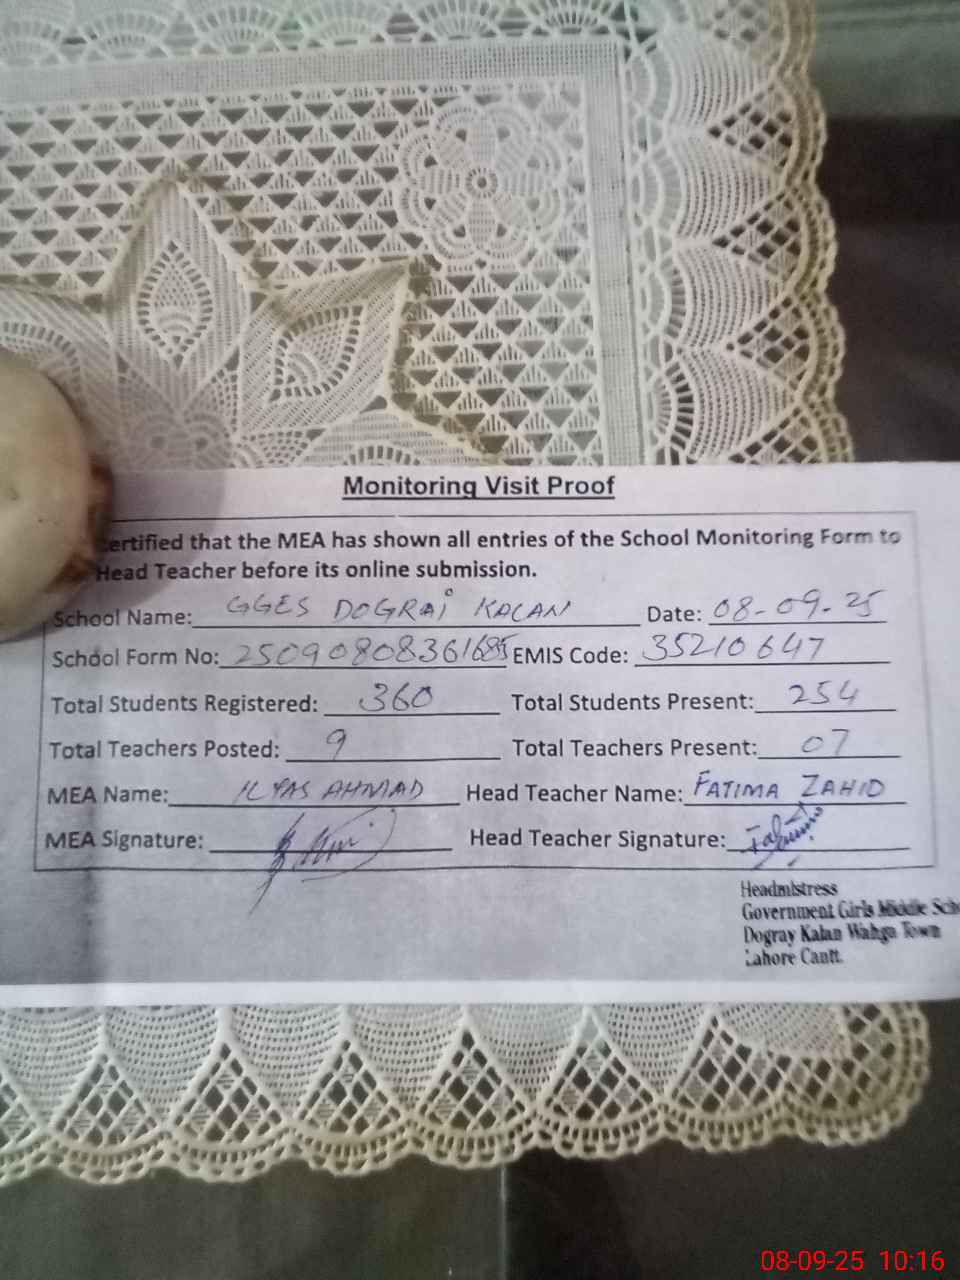 Monitoring Visit Proof
ertified that the MEA has shown all entries of the School Monitoring Form to
Head Teacher before its online submission.
School Name: GGES DOGRAI KALAN Date: 08-09-25
School Form No: 25090808361685 EMIS Code: 35210647
Total Students Registered: 360 Total Students Present: 254
Total Teachers Posted: 9 Total Teachers Present: 07
MEA Name: ILYAS AHMAD Head Teacher Name: FATIMA ZAHID
MEA Signature: Head Teacher Signature: Fatima
Headmistress
Government Girls Middle Sch
Dogray Kalan Wahga Town
Lahore Cantt.
08-09-25 10:16